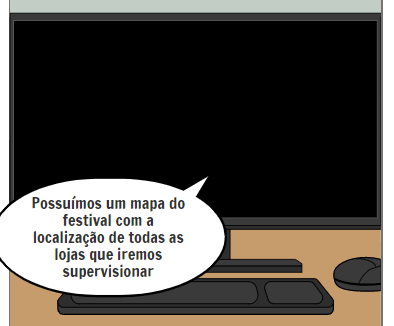 Possuímos um mapa do
festival com a
localização de todas as
lojas que iremos
supervisionar